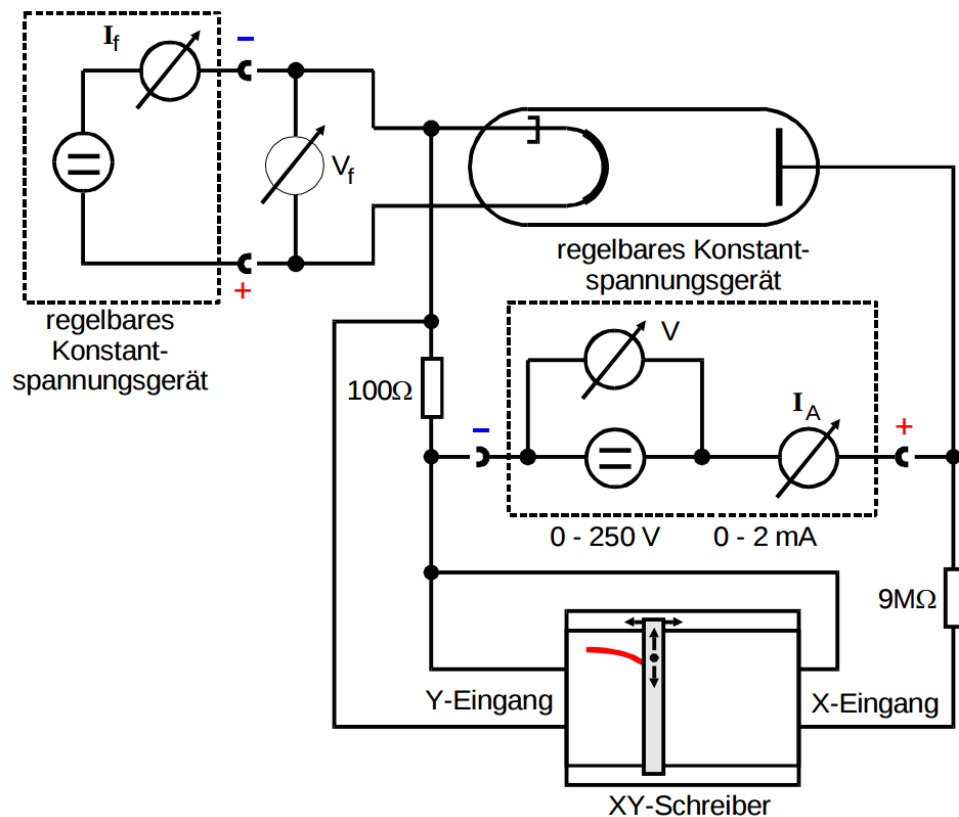 If
−
Vf
+
regelbares
Konstant-
spannungsgerät
regelbares Konstant-
spannungsgerät
100Ω
V
−
IA
+
0 - 250 V
0 - 2 mA
9MΩ
Y-Eingang
X-Eingang
XY-Schreiber